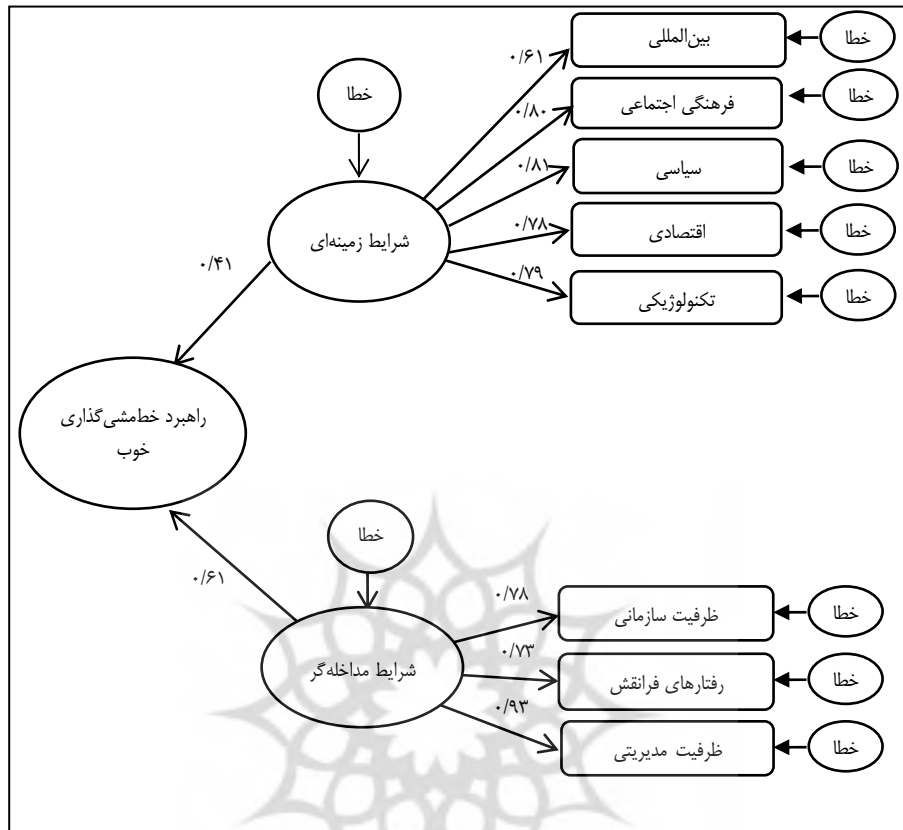 بین‌المللی
خطا
۰/۶۱
خطا
فرهنگی اجتماعی
خطا
۰/۸۰
سیاسی
خطا
۰/۸۱
شرایط زمینه‌ای
اقتصادی
خطا
۰/۷۸
تکنولوژیکی
خطا
۰/۷۹
۰/۴۱
راهبرد خط‌مشی‌گذاری
خوب
خطا
۰/۶۱
ظرفیت سازمانی
خطا
۰/۷۸
شرایط مداخله‌گر
رفتارهای فرانقش
خطا
۰/۷۳
ظرفیت مدیریتی
خطا
۰/۹۳